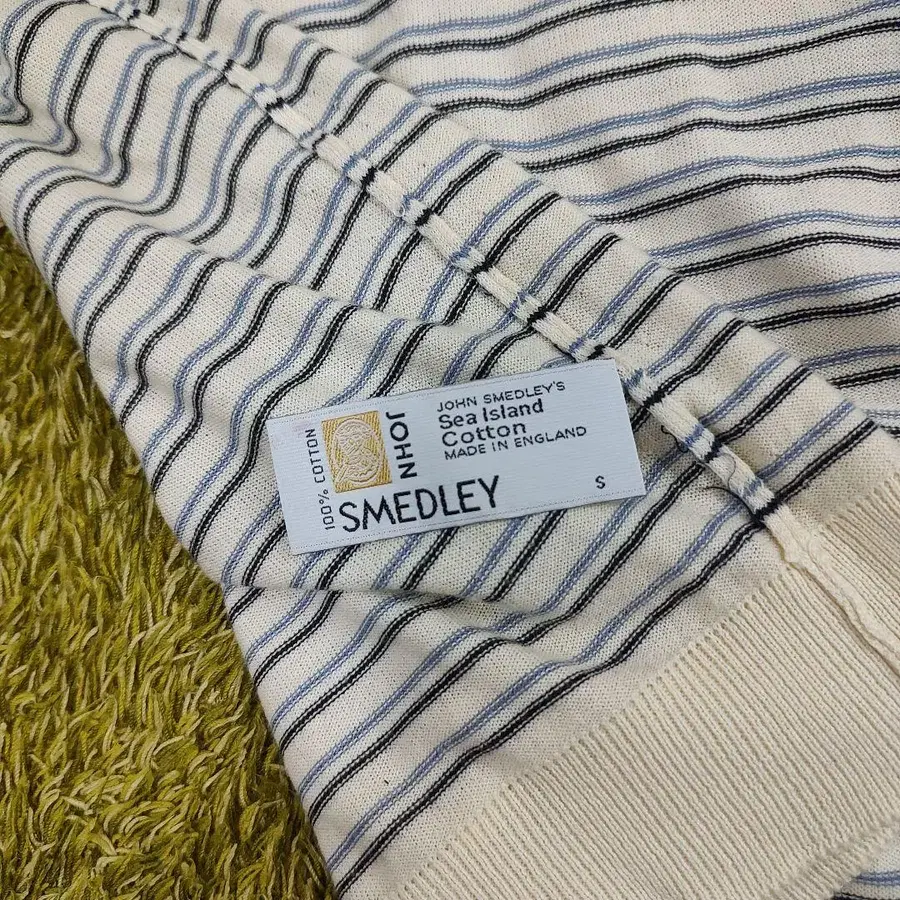 100% COTTON
JOHN
SMEDLEY
JOHN SMEDLEY'S
Sea Island
Cotton
MADE IN ENGLAND
S